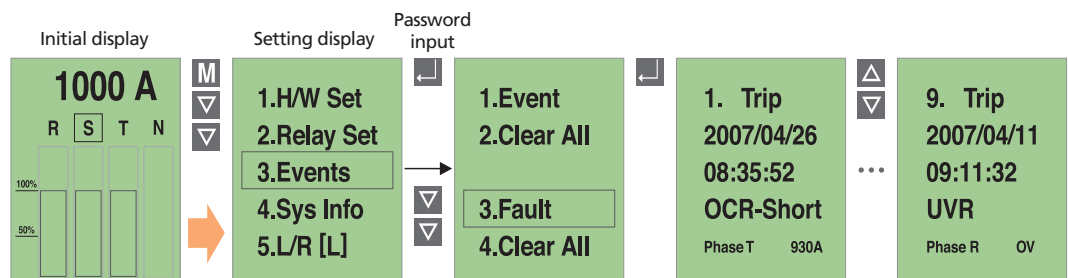 Initial display
Setting display
Password
input
1000 A
R S T N
100%
50%
M
1.H/W Set
2.Relay Set
3.Events
4.Sys Info
5.L/R [L]
1.Event
2.Clear All
3.Fault
4.Clear All
1. Trip
2007/04/26
08:35:52
OCR-Short
Phase T 930A
...
9. Trip
2007/04/11
09:11:32
UVR
Phase R OV